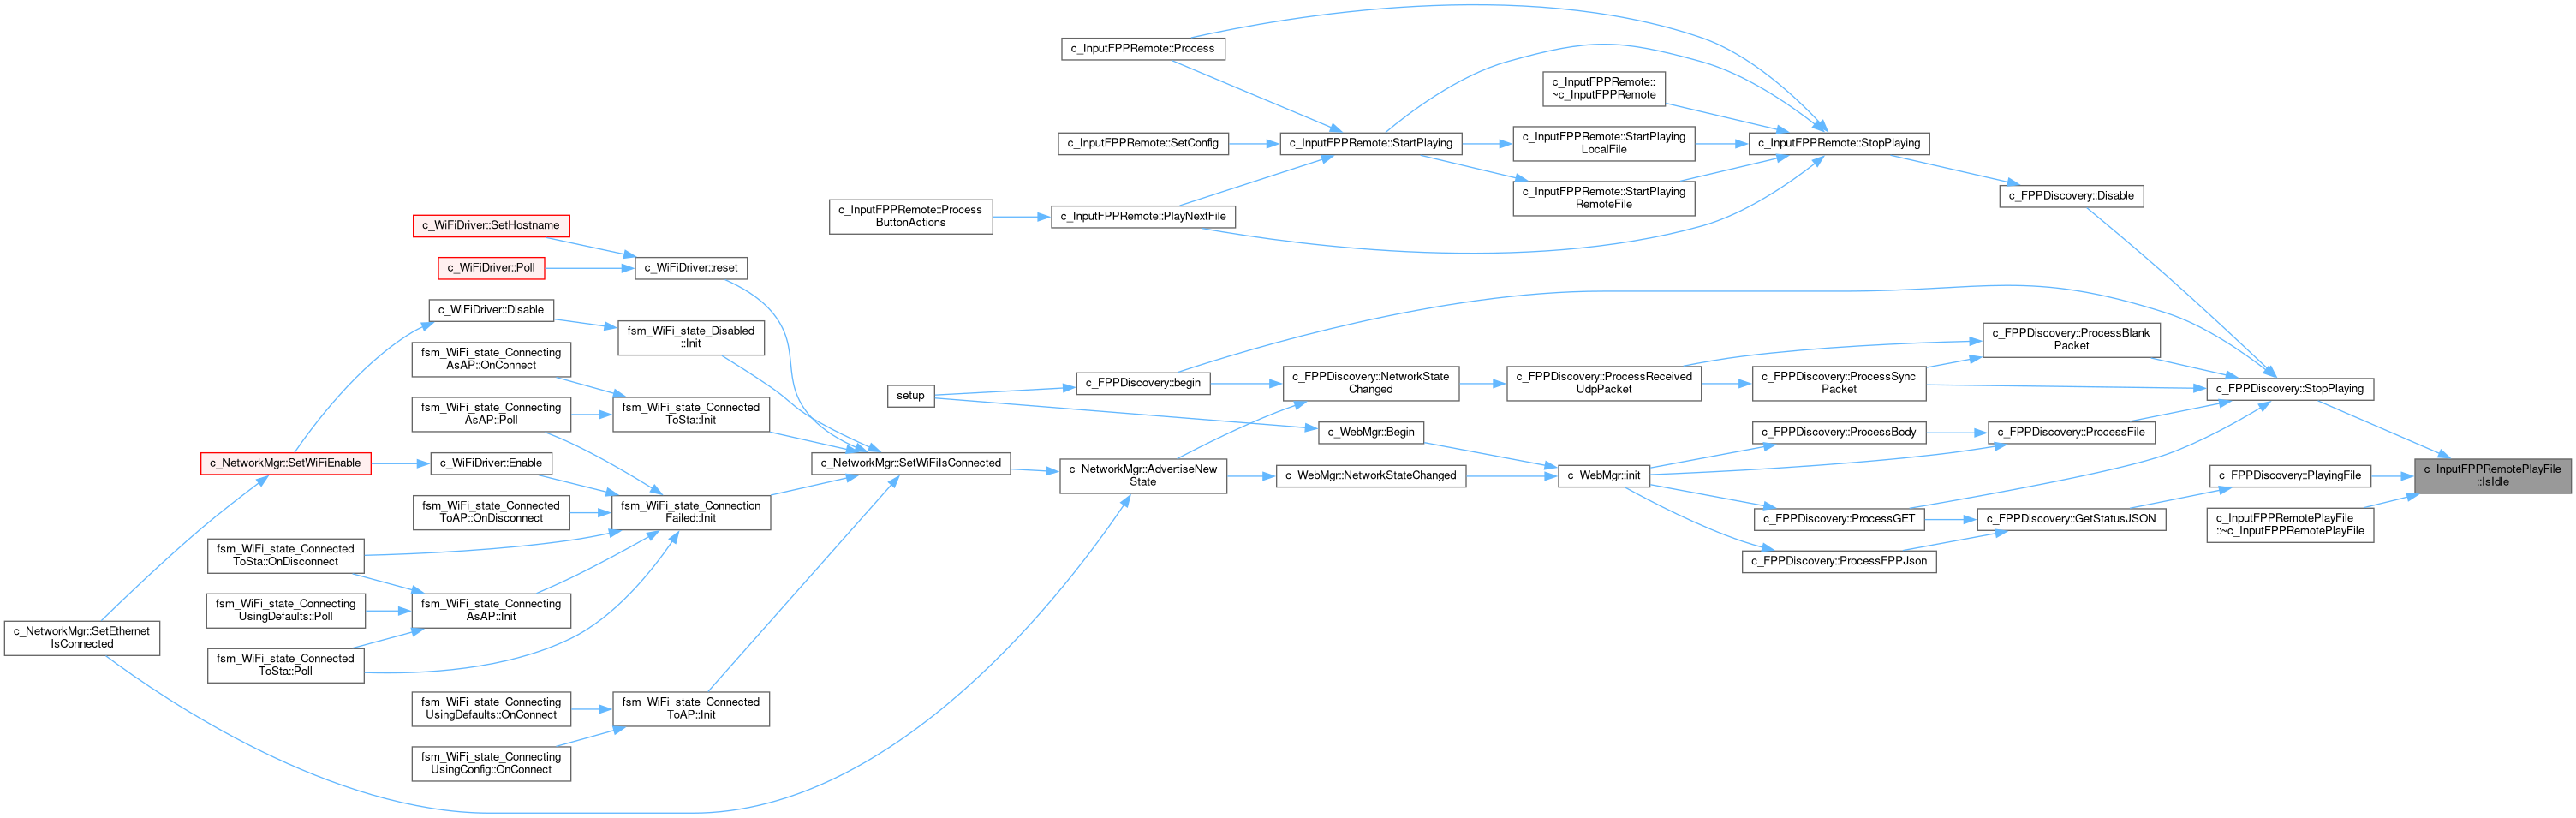 c_InputFPPRemote::Process
c_InputFPPRemote::
~c_InputFPPRemote
c_InputFPPRemote::SetConfig
c_InputFPPRemote::StartPlaying
c_InputFPPRemote::StartPlaying
LocalFile
c_InputFPPRemote::StopPlaying
c_InputFPPRemote::StartPlaying
RemoteFile
c_FPPDiscovery::Disable
c_InputFPPRemote::Process
ButtonActions
c_InputFPPRemote::PlayNextFile
c_WiFiDriver::SetHostname
c_WiFiDriver::Poll
c_WiFiDriver::reset
c_WiFiDriver::Disable
fsm_WiFi_state_Disabled
::Init
c_FPPDiscovery::ProcessBlank
Packet
fsm_WiFi_state_Connecting
AsAP::OnConnect
setup
c_FPPDiscovery::begin
c_FPPDiscovery::NetworkState
Changed
c_FPPDiscovery::ProcessReceived
UdpPacket
c_FPPDiscovery::ProcessSync
Packet
c_FPPDiscovery::StopPlaying
fsm_WiFi_state_Connecting
AsAP::Poll
fsm_WiFi_state_Connected
ToSta::Init
c_WebMgr::Begin
c_FPPDiscovery::ProcessBody
c_FPPDiscovery::ProcessFile
c_NetworkMgr::SetWiFiEnable
c_WiFiDriver::Enable
c_NetworkMgr::SetWiFiIsConnected
c_NetworkMgr::AdvertiseNew
State
c_WebMgr::NetworkStateChanged
c_WebMgr::init
c_FPPDiscovery::PlayingFile
c_InputFPPRemotePlayFile
::IsIdle
fsm_WiFi_state_Connected
ToAP::OnDisconnect
fsm_WiFi_state_Connection
Failed::Init
c_FPPDiscovery::ProcessGET
c_FPPDiscovery::GetStatusJSON
c_InputFPPRemotePlayFile
::~c_InputFPPRemotePlayFile
fsm_WiFi_state_Connected
ToSta::OnDisconnect
c_FPPDiscovery::ProcessFPPJson
fsm_WiFi_state_Connecting
UsingDefaults::Poll
fsm_WiFi_state_Connecting
AsAP::Init
c_NetworkMgr::SetEthernet
IsConnected
fsm_WiFi_state_Connected
ToSta::Poll
fsm_WiFi_state_Connecting
UsingDefaults::OnConnect
fsm_WiFi_state_Connected
ToAP::Init
fsm_WiFi_state_Connecting
UsingConfig::OnConnect